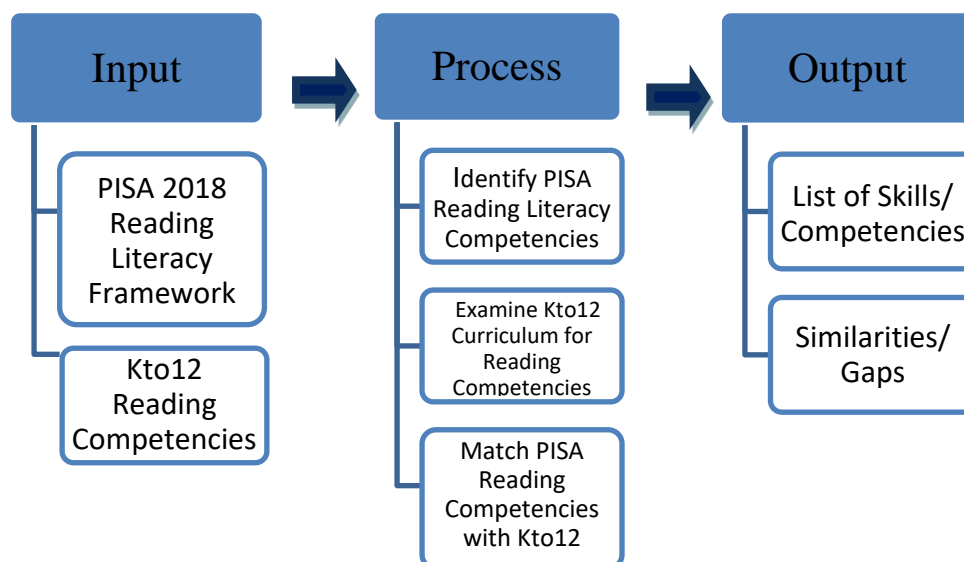 Input
PISA 2018
Reading
Literacy
Framework
Kto12
Reading
Competencies
Process
Identify PISA
Reading Literacy
Competencies
Examine Kto12
Curriculum for
Reading
Competencies
Match PISA
Reading
Competencies
with Kto12
Output
List of Skills/
Competencies
Similarities/
Gaps